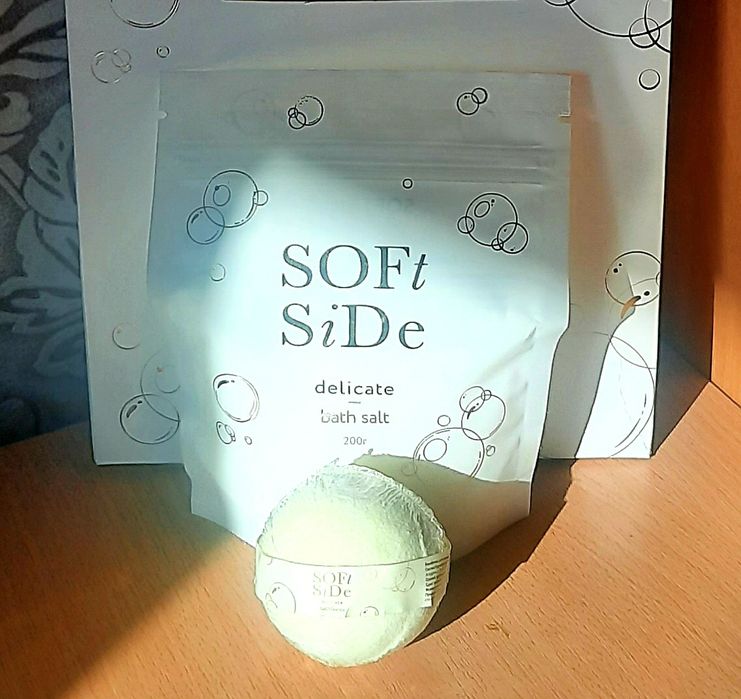 SOFt
SiDe
delicate
bath salt
200г
SOFt
SiDe